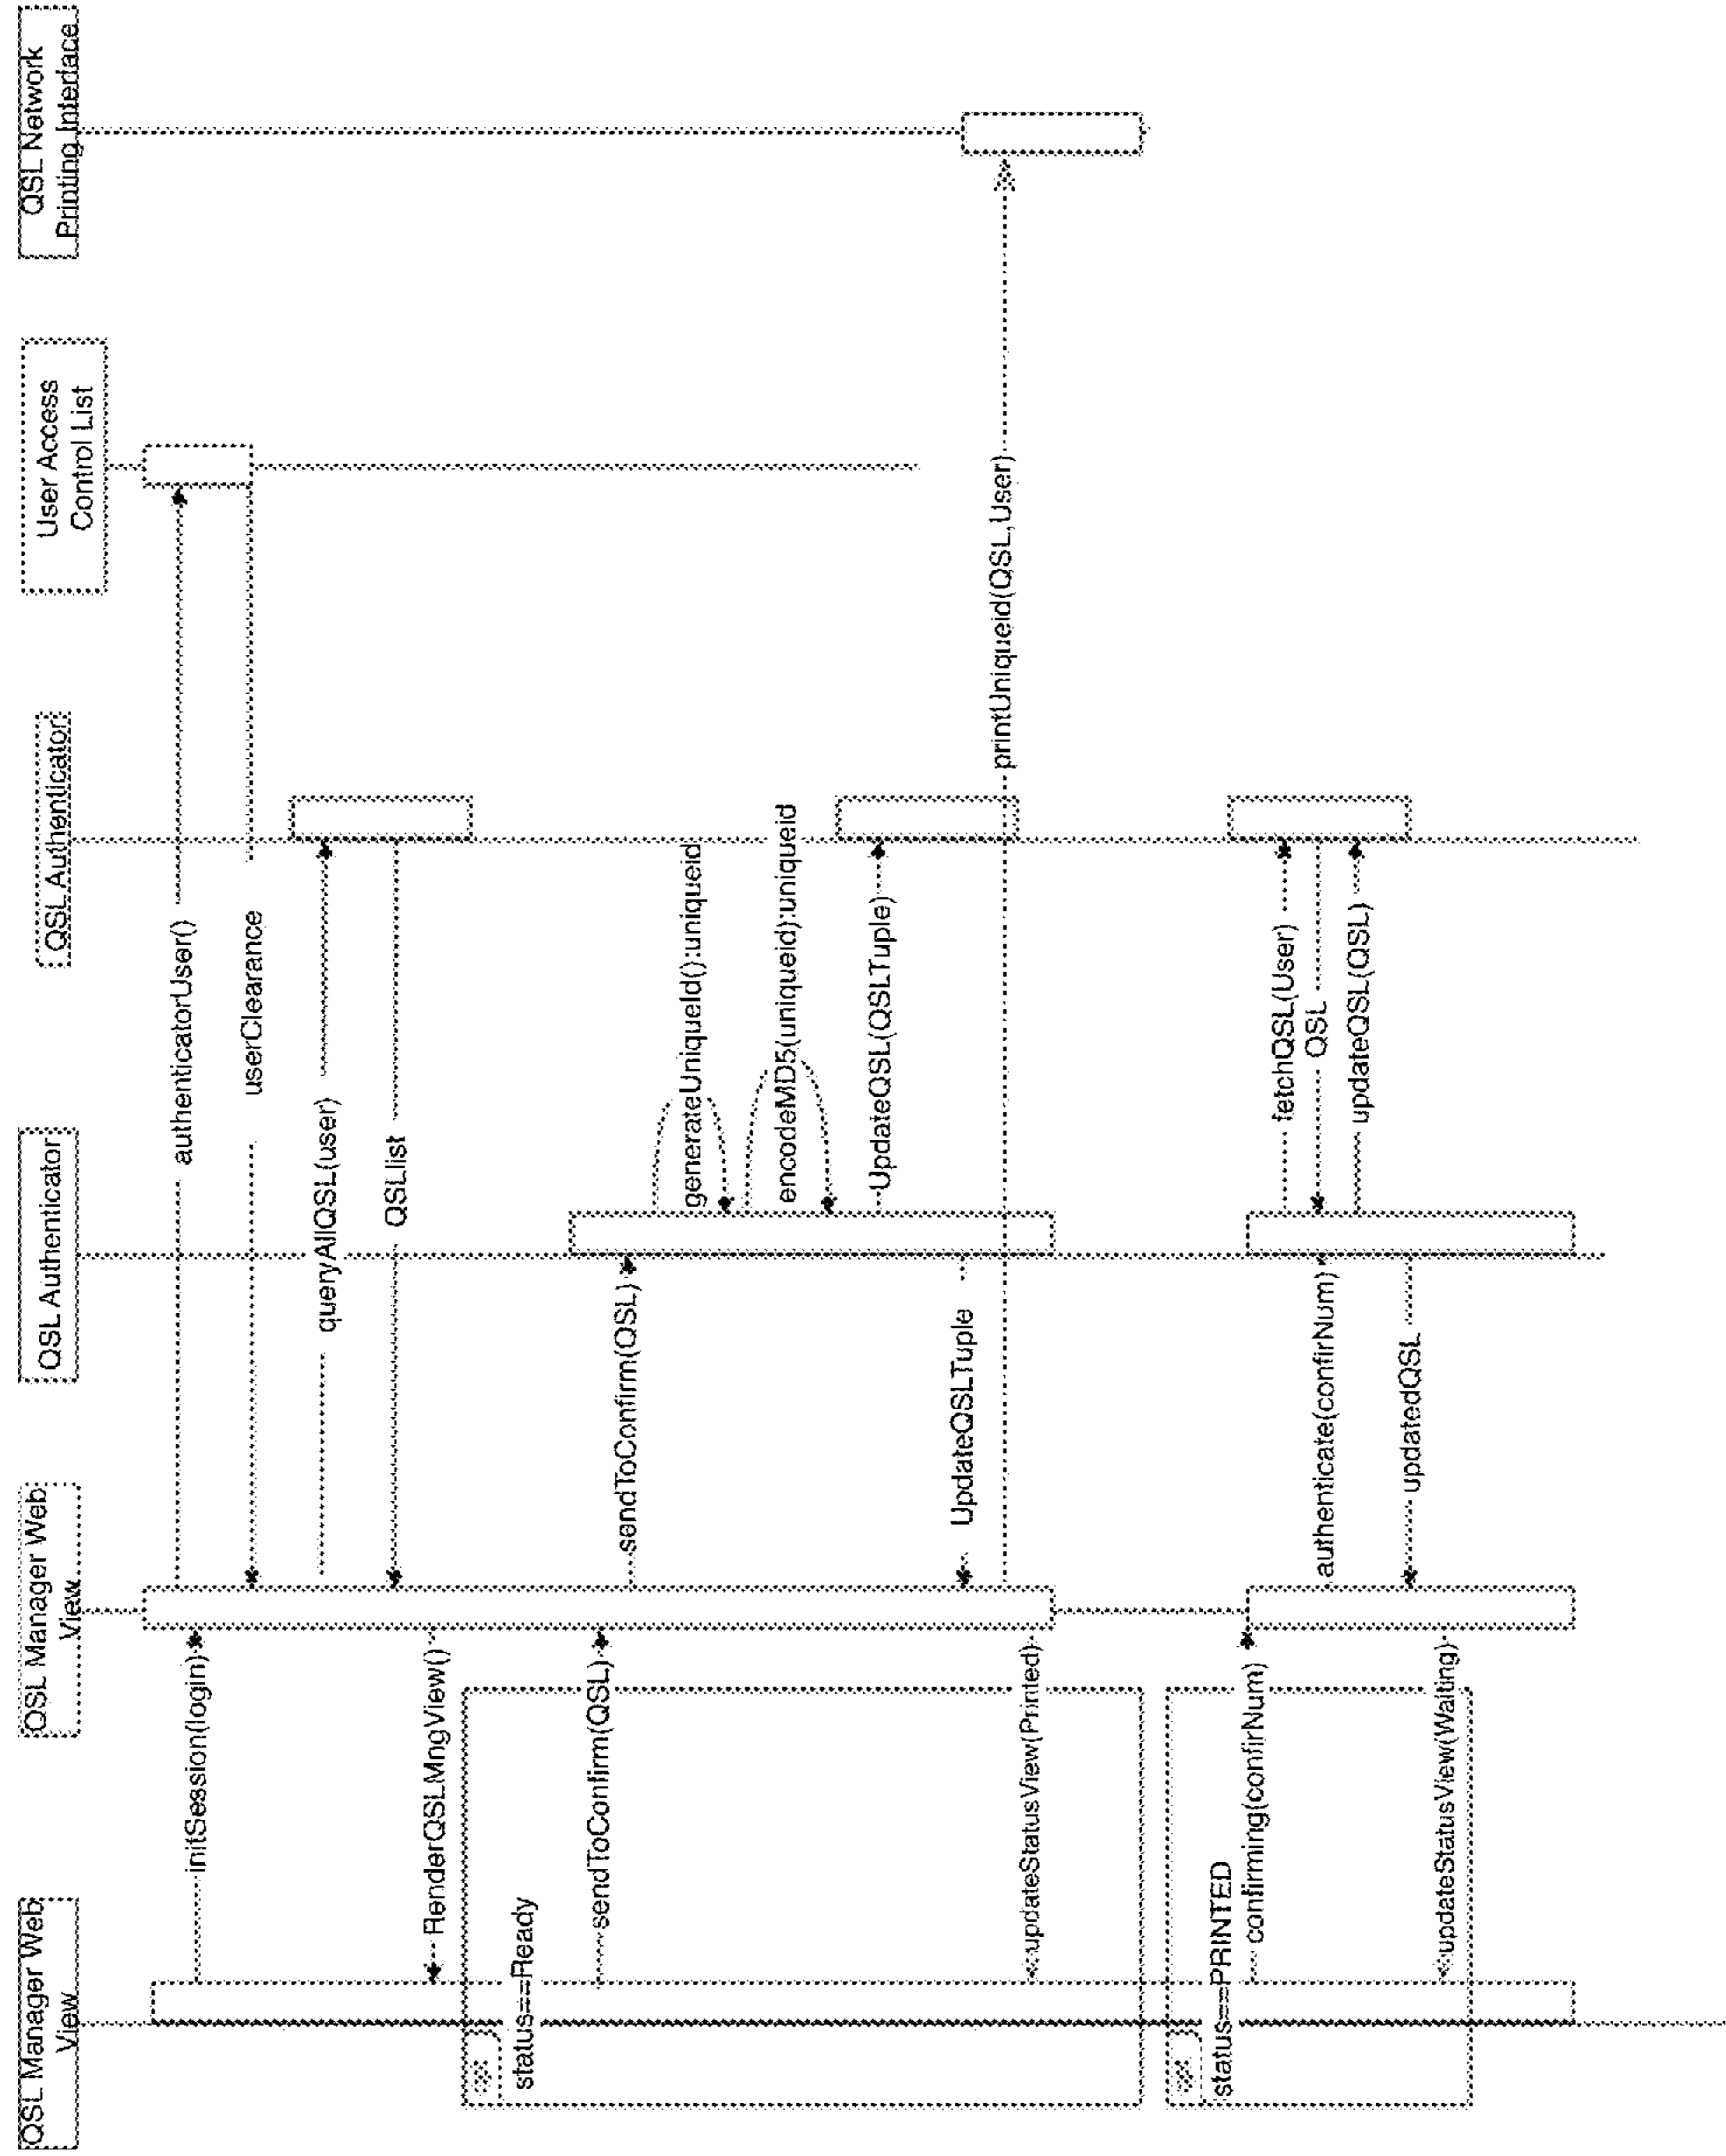 QSL Manager Web
View
QSL Manager Web
View
QSL Authenticator
QSL Authenticator
User Access
Control List
QSL Network
Printing Interface
initSession(login)
authenticatorUser()
userClearance
queryAllQSL(user)
QSLlist
RenderQSLMngView()
status==Ready
sendToConfirm(QSL)
sendToConfirm(QSL)
generateUniqueId():uniqueid
encodeMD5(uniqueid):uniqueid
UpdateQSL(QSLTuple)
UpdateQSLTuple
printUniqueid(QSL,User)
updateStatusView(Printed)
status==PRINTED
confirming(confirNum)
authenticate(confirNum)
fetchQSL(User)
QSL
updateQSL(QSL)
updatedQSL
updateStatusView(Waiting)